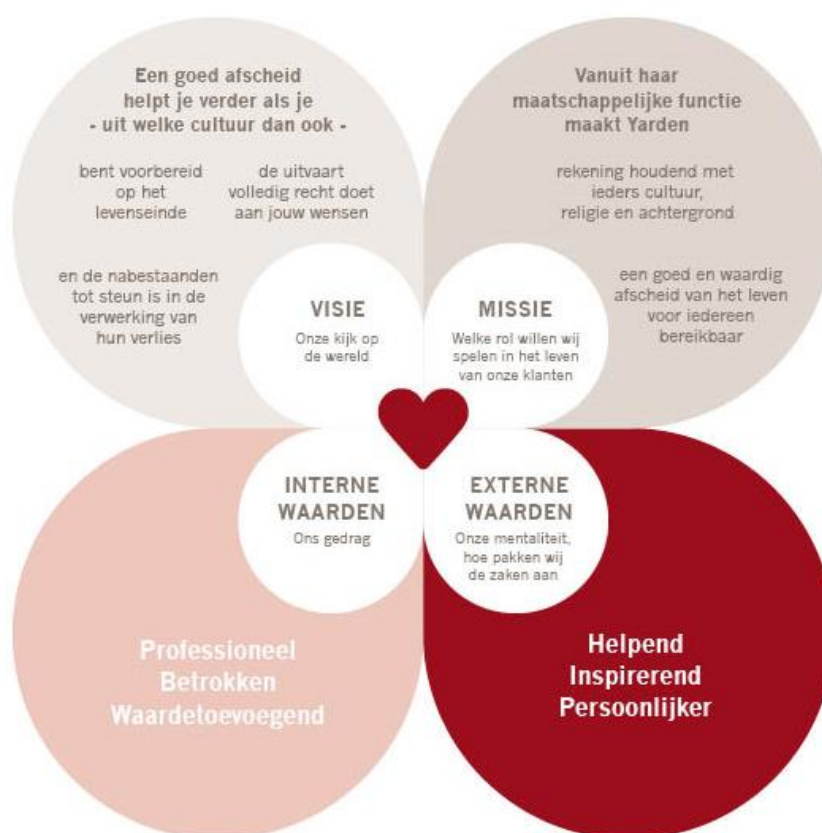 Een goed afscheid
helpt je verder als je
- uit welke cultuur dan ook -
bent voorbereid
op het
levenseinde
de uitvaart
volledig recht doet
aan jouw wensen
en de nabestaanden
tot steun is in de
verwerking van
hun verlies
VISIE
Onze kijk op
de wereld
Vanuit haar
maatschappelijke functie
maakt Yarden
rekening houdend met
ieders cultuur,
religie en achtergrond
een goed en waardig
afscheid van het leven
voor iedereen
bereikbaar
MISSIE
Welke rol willen wij
spelen in het leven
van onze klanten
INTERNE
WAARDEN
Ons gedrag
Professioneel
Betrokken
Waardetoevoegend
EXTERNE
WAARDEN
Onze mentaliteit,
hoe pakken wij
de zaken aan
Helpend
Inspirerend
Persoonlijker